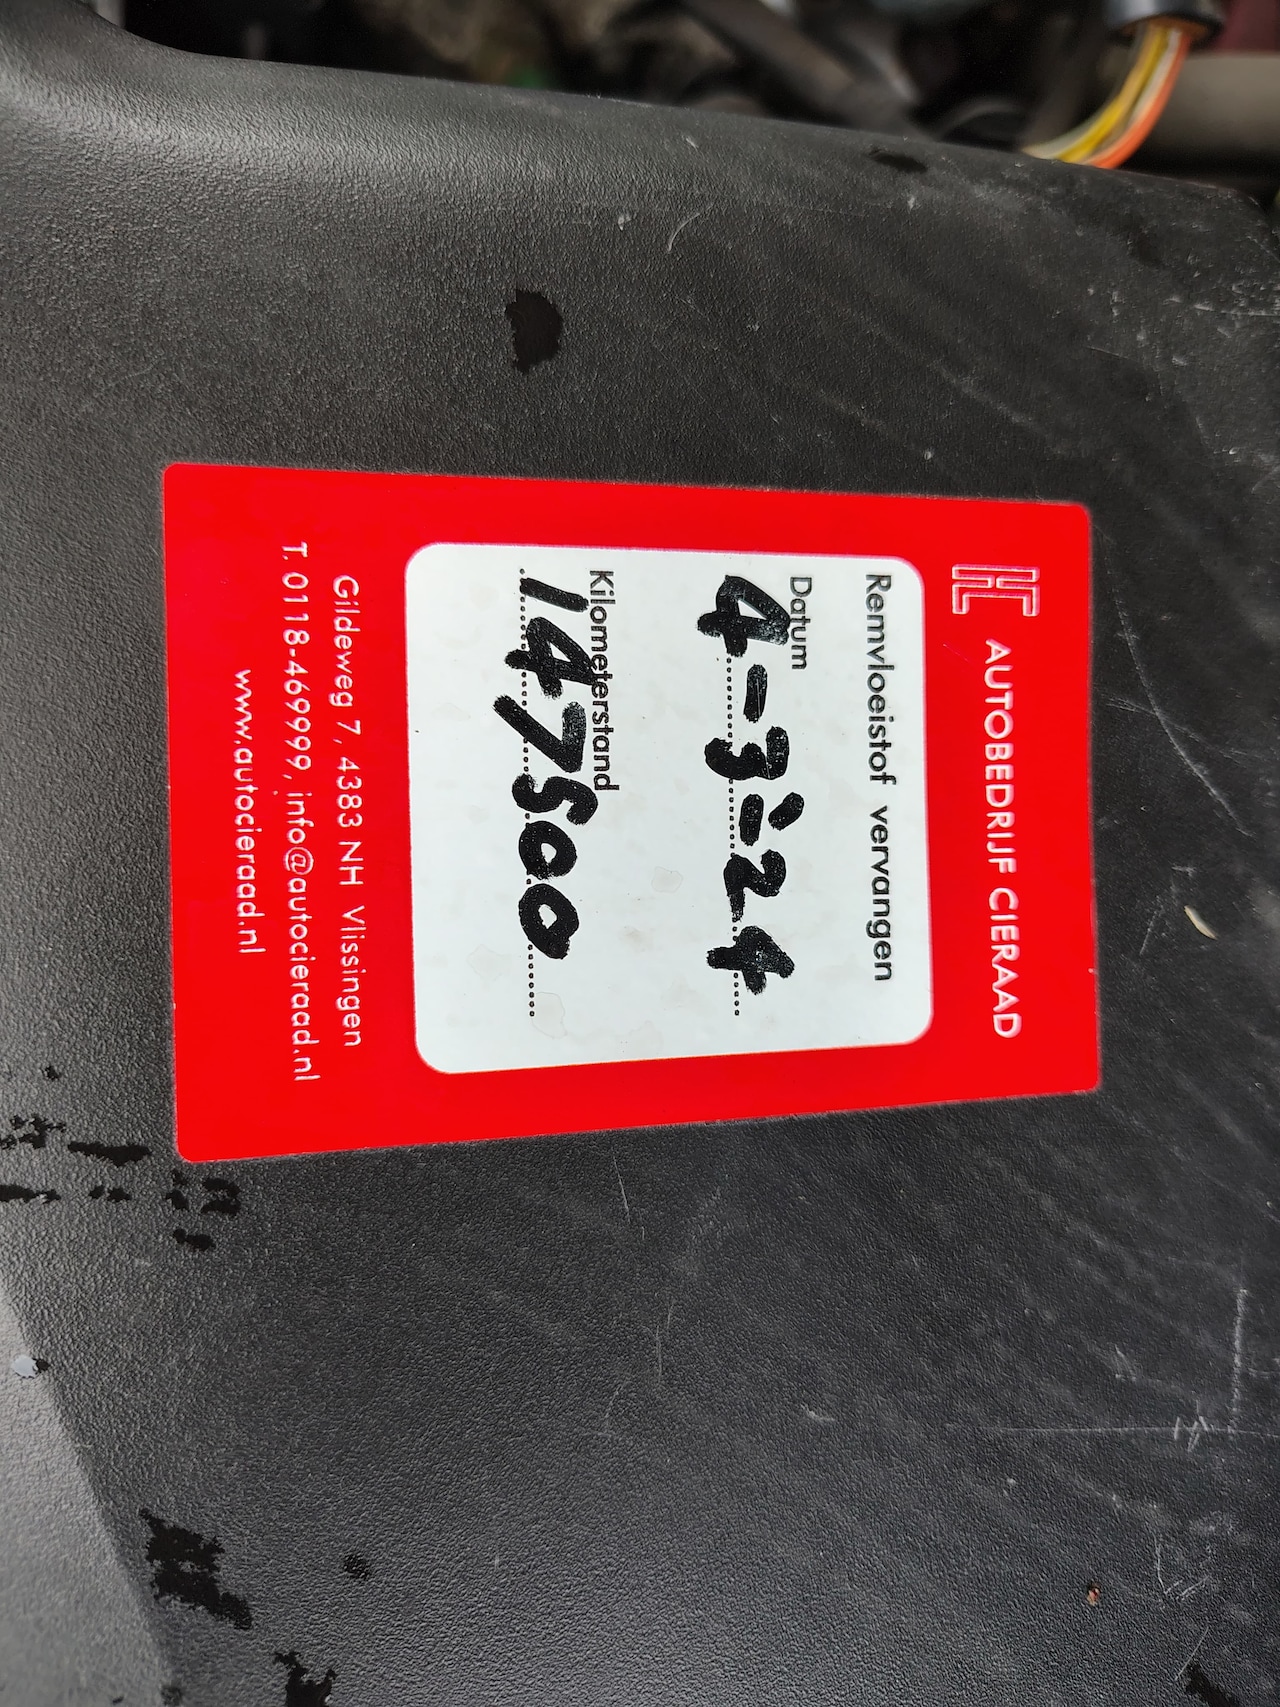 AUTOBEDRIJF CIERAAD
Remvloeistof vervangen
Datum
4-3-24
Kilometerstand
147500
Gildeweg 7, 4383 NH Vlissingen
T. 0118-469999, info@autocieraad.nl
www.autocieraad.nl